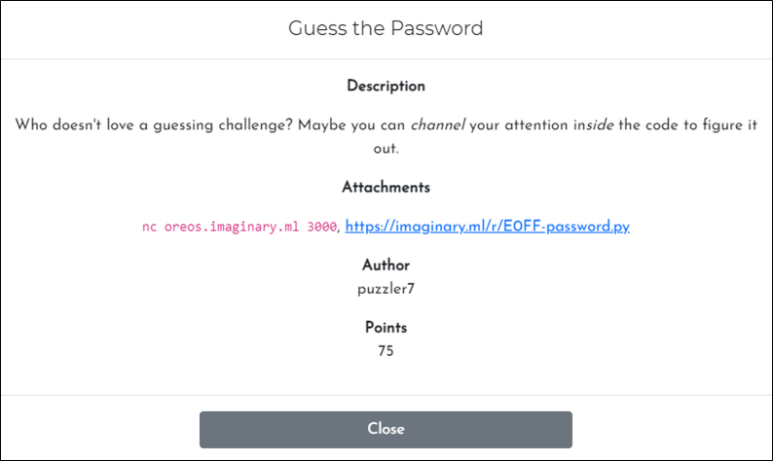 Guess the Password
Description
Who doesn't love a guessing challenge? Maybe you can channel your attention inside the code to figure it
out.
Attachments
nc oreos.imaginary.ml 3000, https://imaginary.ml/r/E0FF-password.py
Author
puzzler7
Points
75
Close